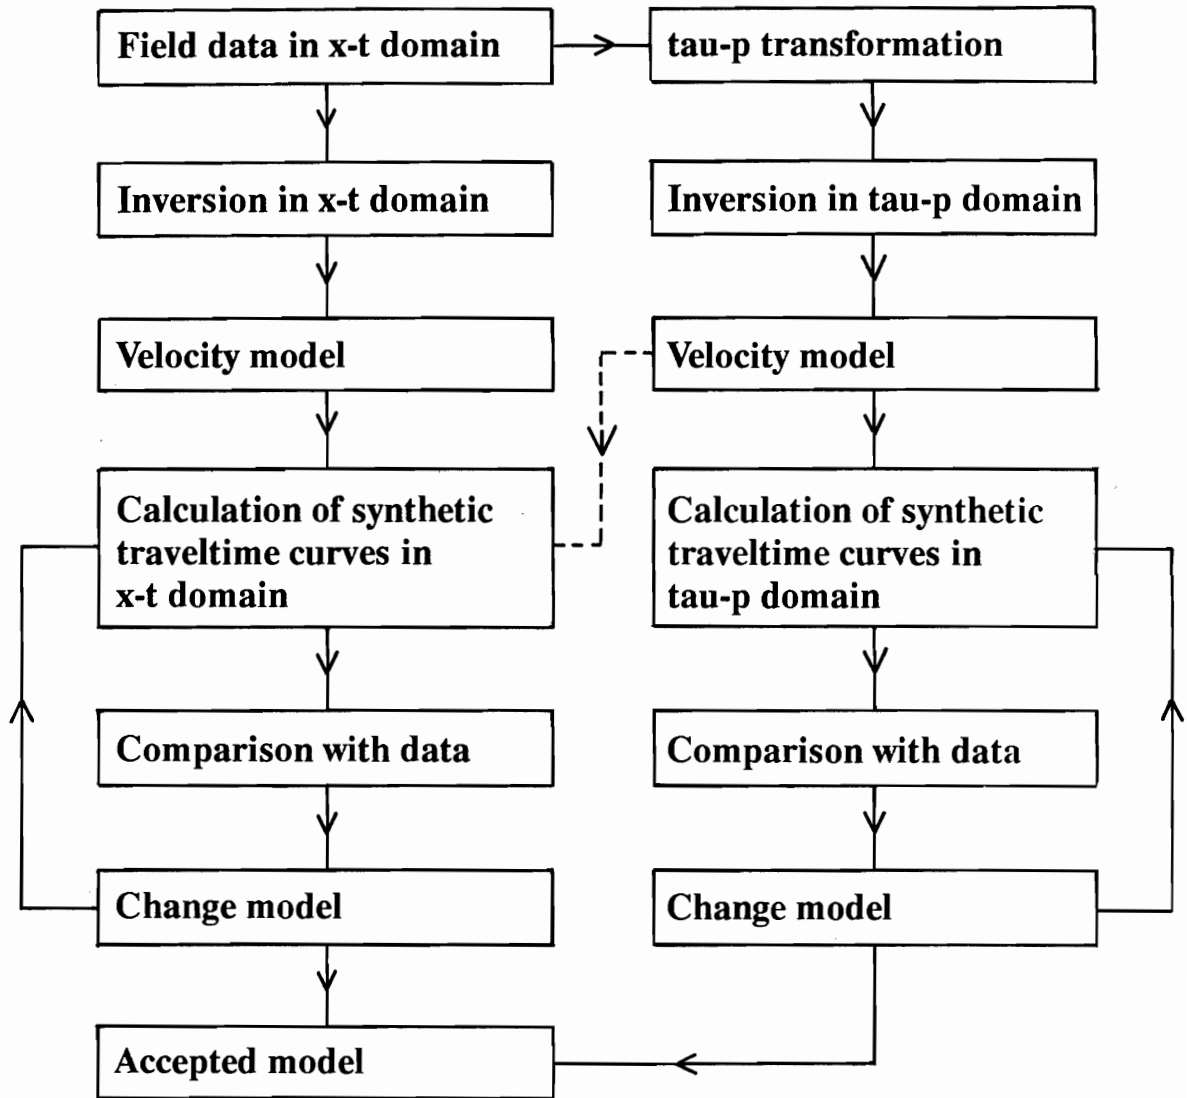 Field data in x-t domain
tau-p transformation
Inversion in x-t domain
Inversion in tau-p domain
Velocity model
Velocity model
Calculation of synthetic
traveltime curves in
x-t domain
Calculation of synthetic
traveltime curves in
tau-p domain
Comparison with data
Comparison with data
Change model
Change model
Accepted model